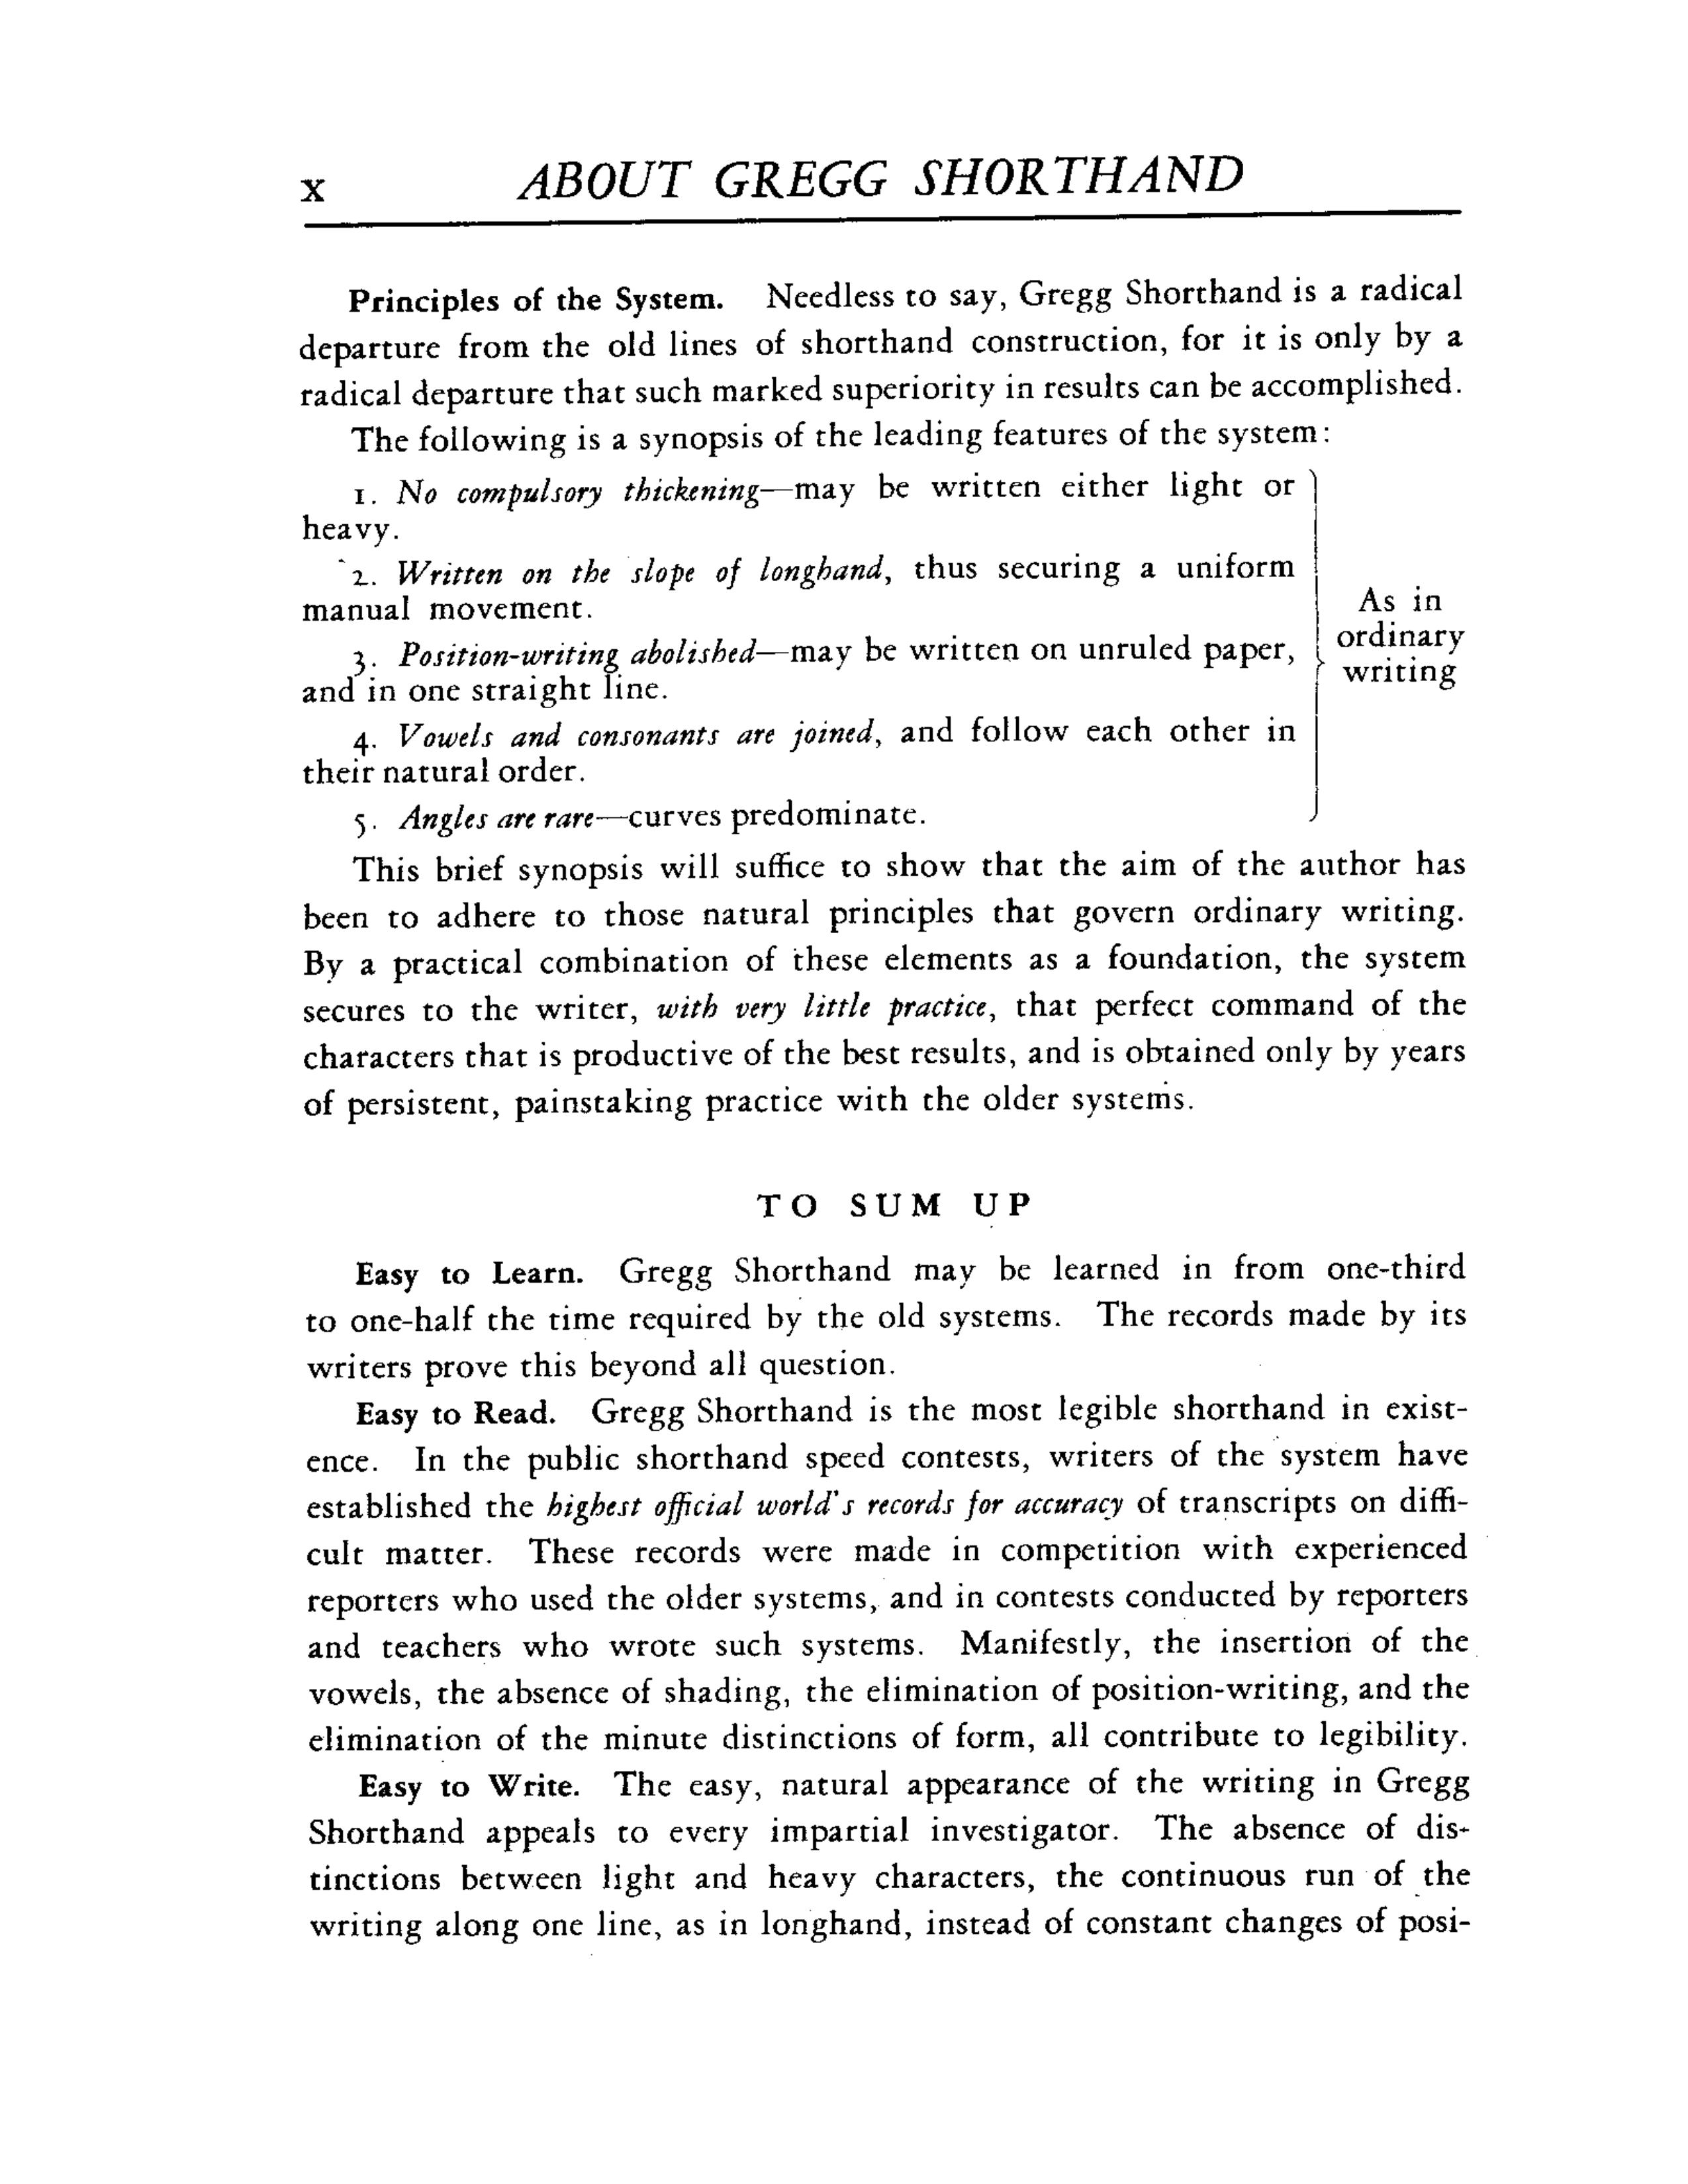 x ABOUT GREGG SHORTHAND
Principles of the System. Needless to say, Gregg Shorthand is a radical
departure from the old lines of shorthand construction, for it is only by a
radical departure that such marked superiority in results can be accomplished.
The following is a synopsis of the leading features of the system:
1. No compulsory thickening—may be written either light or
heavy.
2. Written on the slope of longhand, thus securing a uniform
manual movement.
3. Position-writing abolished—may be written on unruled paper,
and in one straight line.
4. Vowels and consonants are joined, and follow each other in
their natural order.
5. Angles are rare—curves predominate.
As in
ordinary
writing
This brief synopsis will suffice to show that the aim of the author has
been to adhere to those natural principles that govern ordinary writing.
By a practical combination of these elements as a foundation, the system
secures to the writer, with very little practice, that perfect command of the
characters that is productive of the best results, and is obtained only by years
of persistent, painstaking practice with the older systems.
TO SUM UP
Easy to Learn. Gregg Shorthand may be learned in from one-third
to one-half the time required by the old systems. The records made by its
writers prove this beyond all question.
Easy to Read. Gregg Shorthand is the most legible shorthand in exist-
ence. In the public shorthand speed contests, writers of the system have
established the highest official world's records for accuracy of transcripts on diffi-
cult matter. These records were made in competition with experienced
reporters who used the older systems, and in contests conducted by reporters
and teachers who wrote such systems. Manifestly, the insertion of the
vowels, the absence of shading, the elimination of position-writing, and the
elimination of the minute distinctions of form, all contribute to legibility.
Easy to Write. The easy, natural appearance of the writing in Gregg
Shorthand appeals to every impartial investigator. The absence of dis-
tinctions between light and heavy characters, the continuous run of the
writing along one line, as in longhand, instead of constant changes of posi-